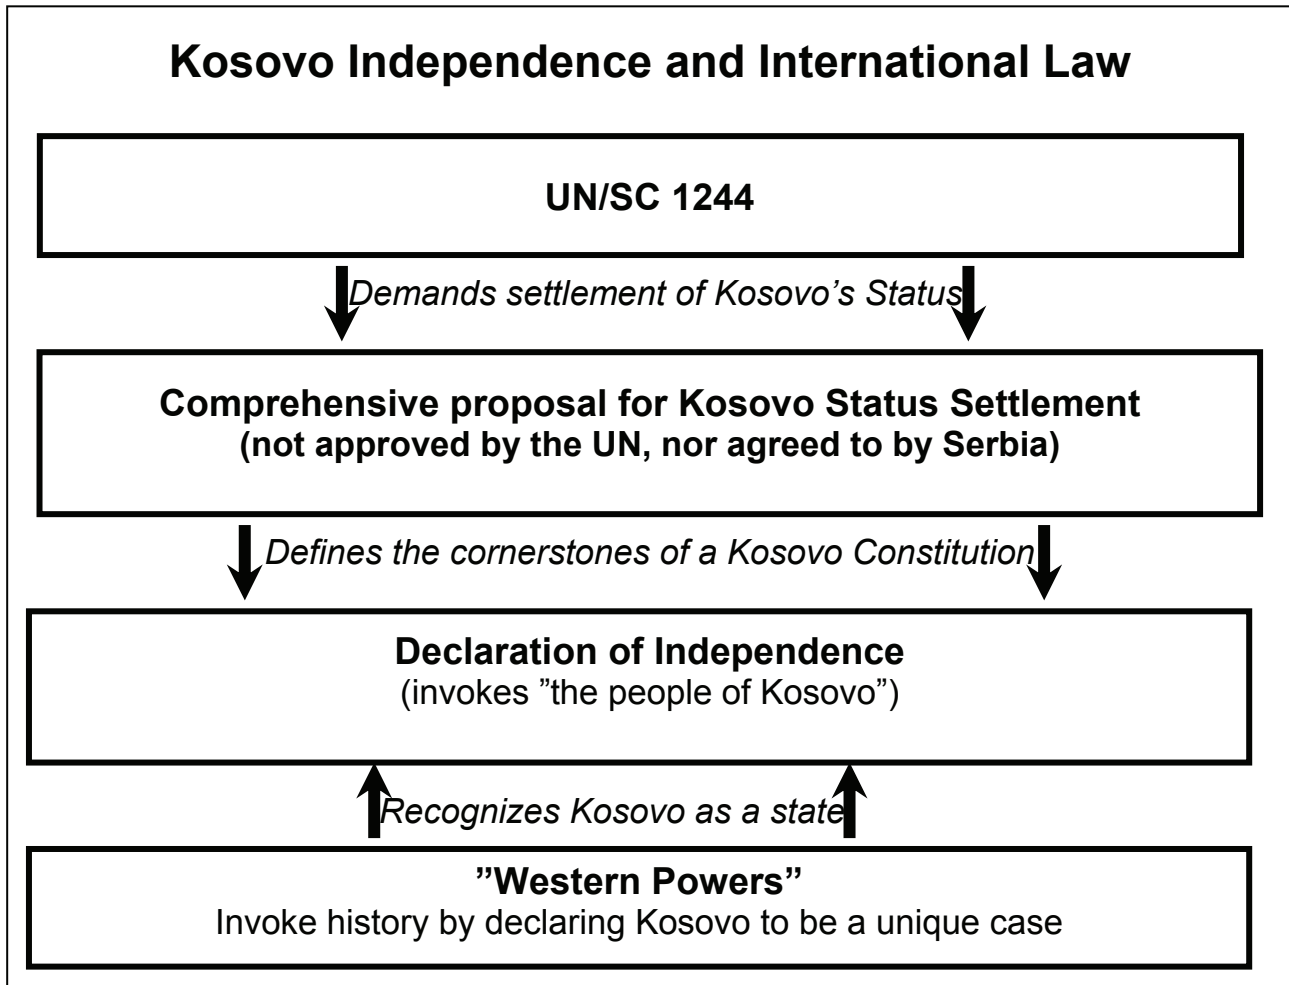 Kosovo Independence and International Law
UN/SC 1244
Demands settlement of Kosovo’s Status
Comprehensive proposal for Kosovo Status Settlement
(not approved by the UN, nor agreed to by Serbia)
Defines the cornerstones of a Kosovo Constitution
Declaration of Independence
(invokes ”the people of Kosovo”)
Recognizes Kosovo as a state
”Western Powers”
Invoke history by declaring Kosovo to be a unique case